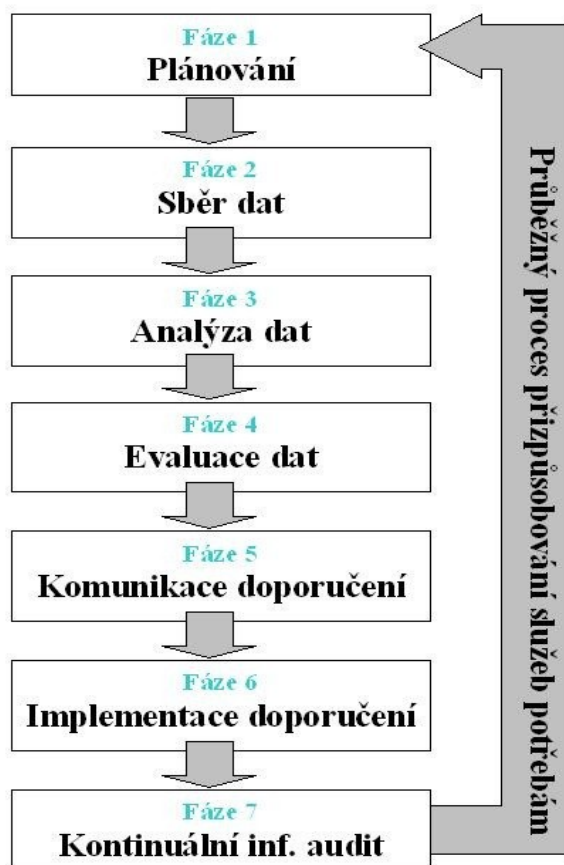 Fáze 1
Plánování
Fáze 2
Sběr dat
Fáze 3
Analýza dat
Fáze 4
Evaluace dat
Fáze 5
Komunikace doporučení
Fáze 6
Implementace doporučení
Fáze 7
Kontinuální inf. audit
Průběžný proces přizpůsobování služeb potřebám